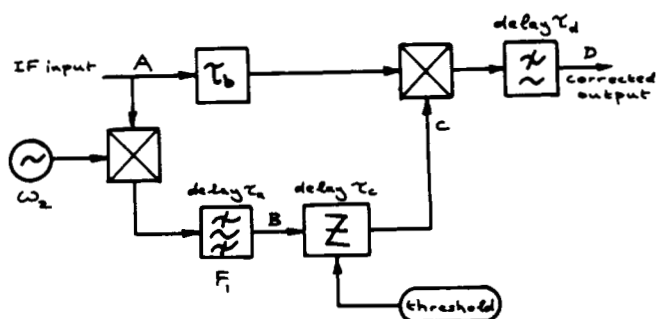 delay τd
IF input
A
τb
D
corrected
output
C
ω2
delay τa
delay τc
B
Z
F1
threshold